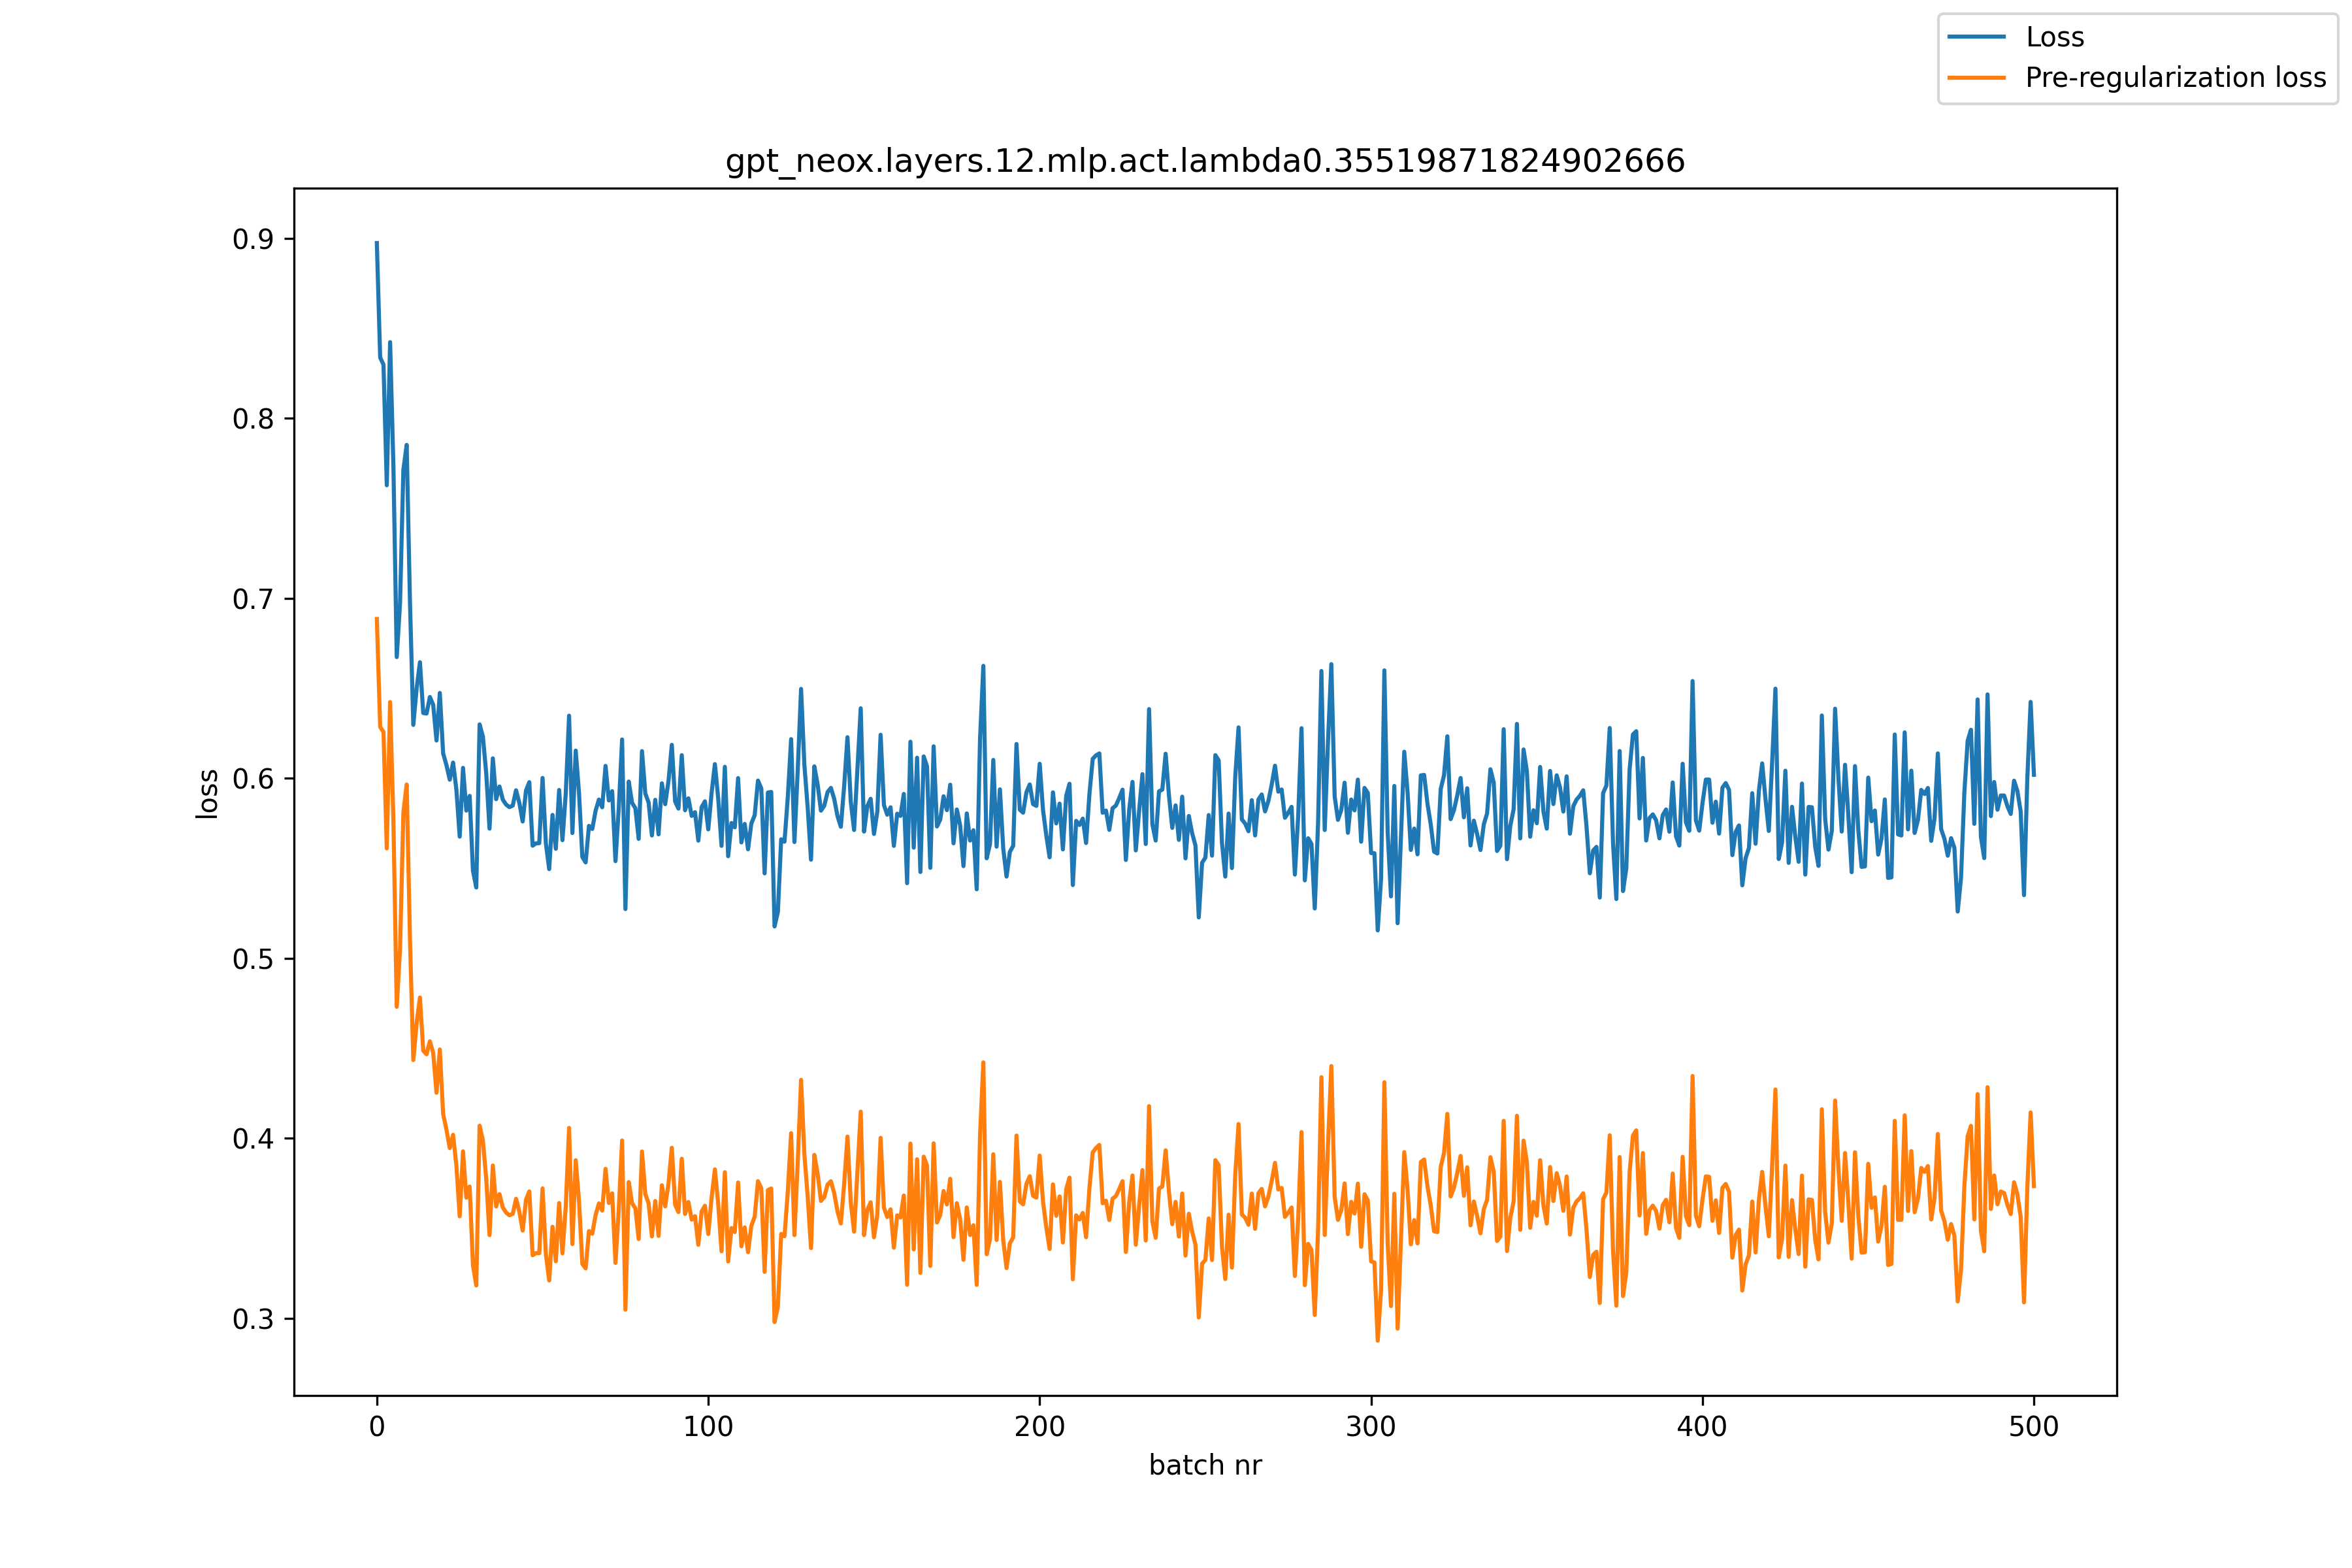 Loss
Pre-regularization loss
gpt_neox.layers.12.mlp.act.lambda0.35519871824902666
0.9
0.8
0.7
0.6
0.5
0.4
0.3
loss
0 100 200 300 400 500
batch nr